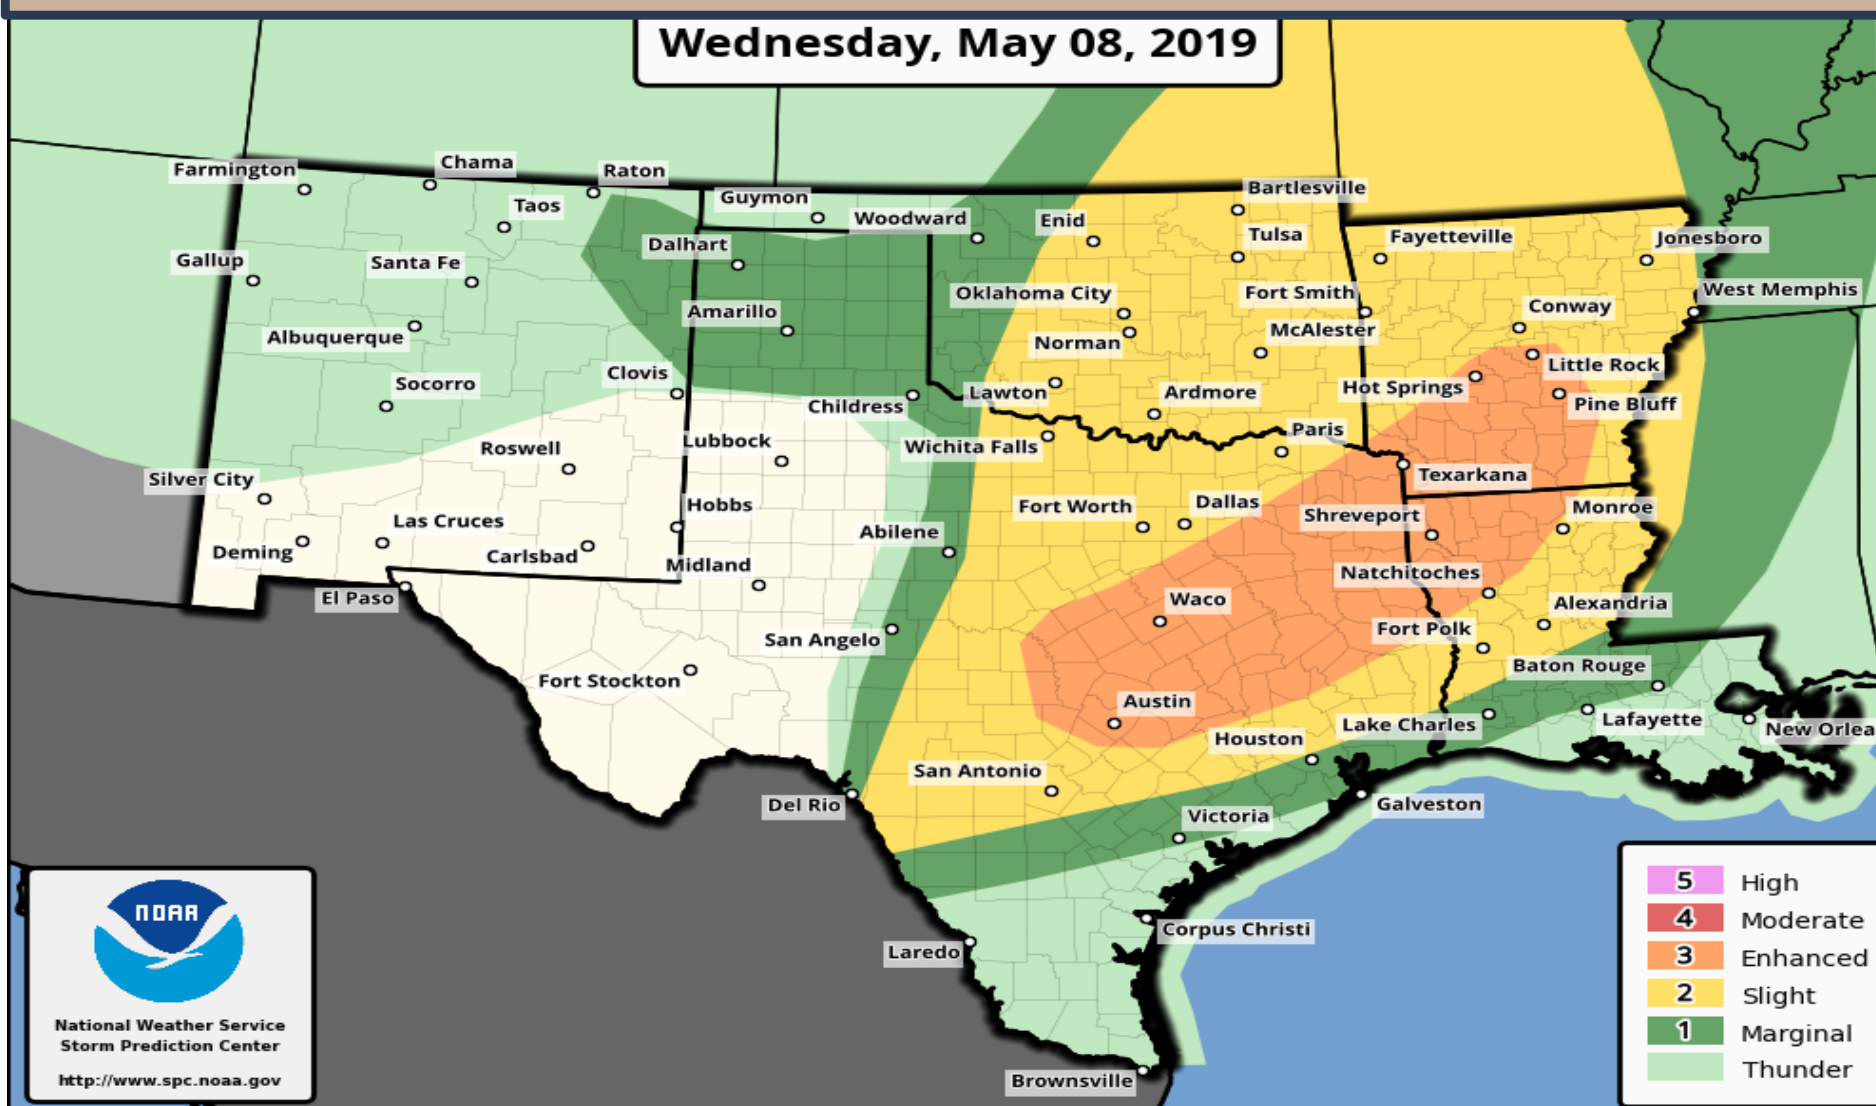 Wednesday, May 08, 2019
Farmington
Chama
Raton
Taos
Guymon
Woodward
Enid
Bartlesville
Gallup
Santa Fe
Dalhart
Tulsa
Fayetteville
Jonesboro
Amarillo
Oklahoma City
Fort Smith
Conway
West Memphis
Albuquerque
Norman
McAlester
Socorro
Clovis
Childress
Lawton
Ardmore
Hot Springs
Little Rock
Pine Bluff
Roswell
Lubbock
Wichita Falls
Paris
Texarkana
Silver City
Hobbs
Fort Worth
Dallas
Shreveport
Monroe
Las Cruces
Abilene
Deming
Carlsbad
Midland
Natchitoches
El Paso
Waco
Alexandria
San Angelo
Fort Polk
Fort Stockton
Baton Rouge
Austin
Lake Charles
Lafayette
New Orlea
Houston
San Antonio
Del Rio
Galveston
Victoria
Corpus Christi
Laredo
Brownsville
NOAA
National Weather Service
Storm Prediction Center
http://www.spc.noaa.gov
5 High
4 Moderate
3 Enhanced
2 Slight
1 Marginal
Thunder